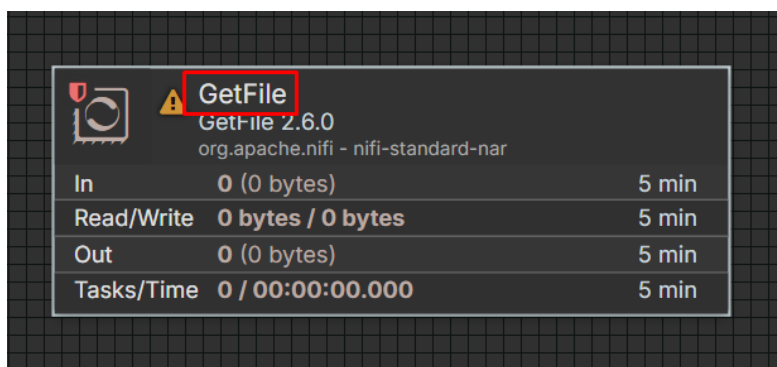 GetFile
GetFile 2.6.0
org.apache.nifi - nifi-standard-nar
In 0 (0 bytes) 5 min
Read/Write 0 bytes / 0 bytes 5 min
Out 0 (0 bytes) 5 min
Tasks/Time 0 / 00:00:00.000 5 min